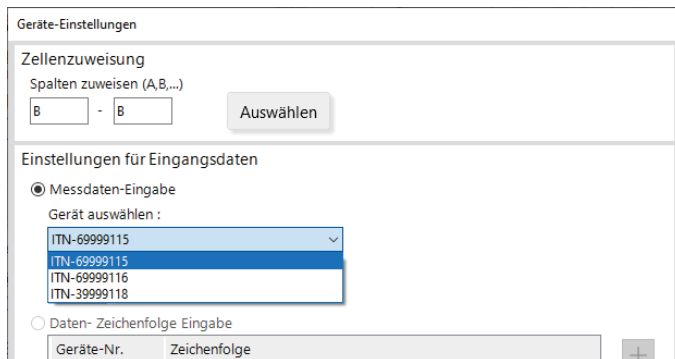 Geräte-Einstellungen
Zellenzuweisung
Spalten zuweisen (A,B,...)
B - B Auswählen
Einstellungen für Eingangsdaten
Messdaten-Eingabe
Gerät auswählen :
ITN-69999115
ITN-69999115
ITN-69999116
ITN-39999118
Daten- Zeichenfolge Eingabe
Geräte-Nr. Zeichenfolge +